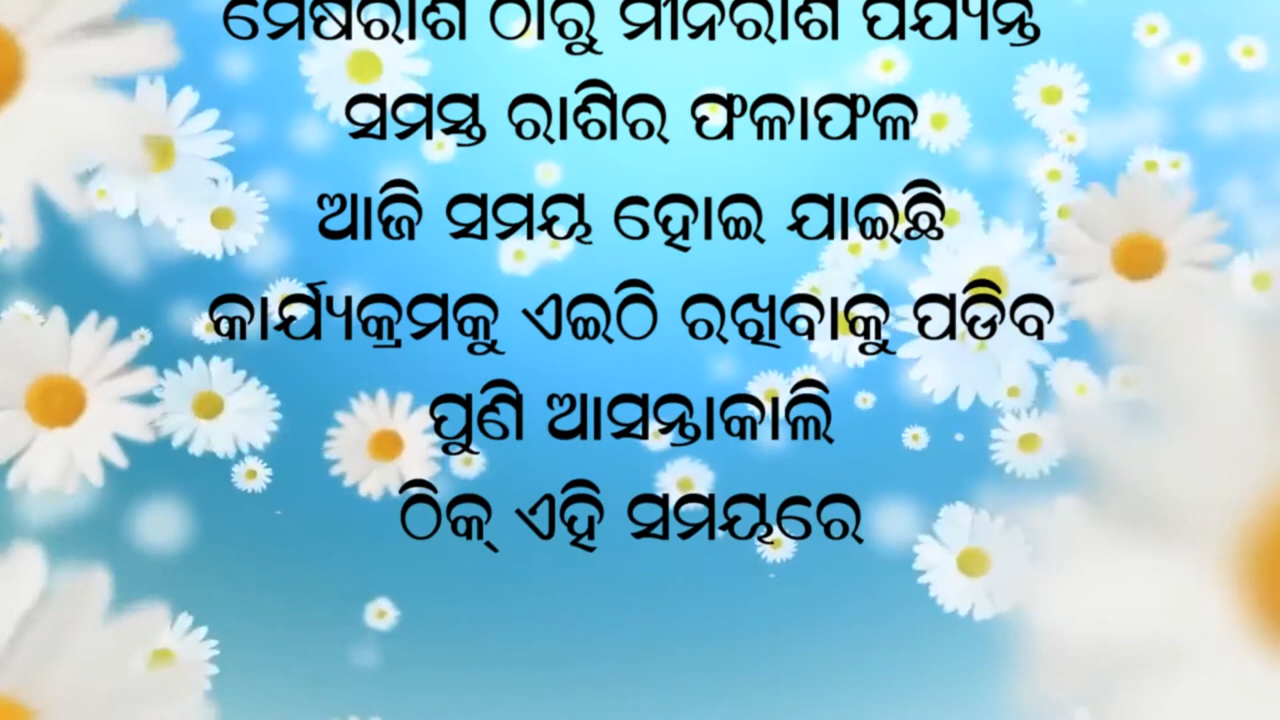 ମେଷରାଶି ଠାରୁ ମୀନରାଶି ପର୍ଯ୍ୟନ୍ତ
ସମସ୍ତ ରାଶିର ଫଳାଫଳ
ଆଜି ସମୟ ହୋଇ ଯାଇଛି
କାର୍ଯ୍ୟକ୍ରମକୁ ଏଇଠି ରଖିବାକୁ ପଡିବ
ପୁଣି ଆସନ୍ତାକାଲି
ଠିକ୍ ଏହି ସମୟରେ